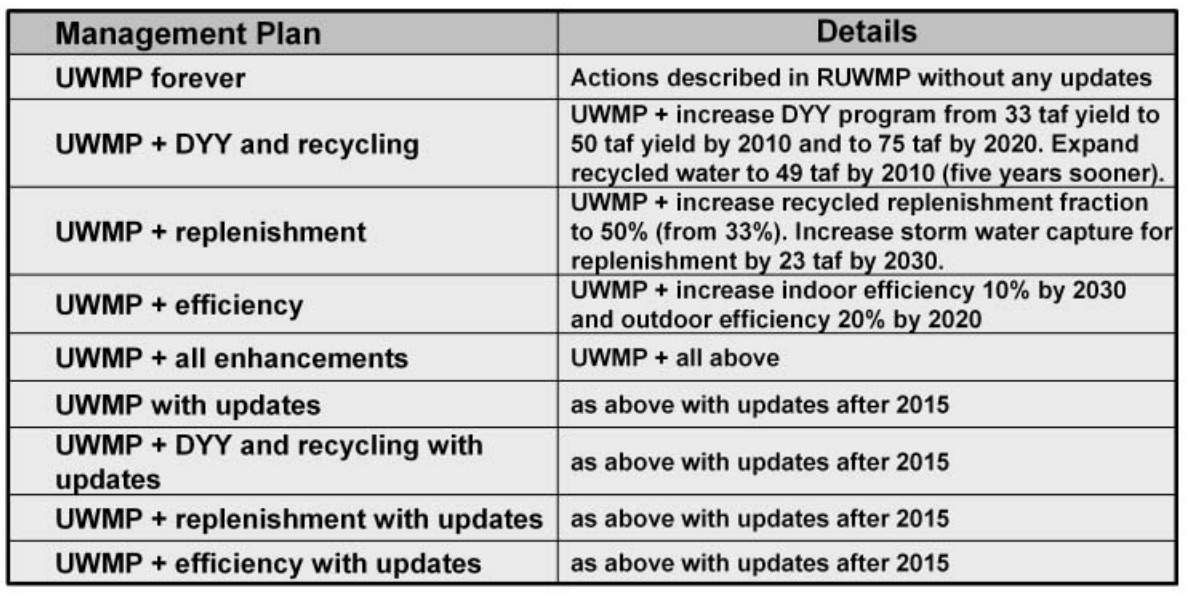 Management Plan
Details
UWMP forever
Actions described in RUWMP without any updates
UWMP + DYY and recycling
UWMP + increase DYY program from 33 taf yield to
50 taf yield by 2010 and to 75 taf by 2020. Expand
recycled water to 49 taf by 2010 (five years sooner).
UWMP + replenishment
UWMP + increase recycled replenishment fraction
to 50% (from 33%). Increase storm water capture for
replenishment by 23 taf by 2030.
UWMP + efficiency
UWMP + increase indoor efficiency 10% by 2030
and outdoor efficiency 20% by 2020
UWMP + all enhancements
UWMP + all above
UWMP with updates
as above with updates after 2015
UWMP + DYY and recycling with
updates
as above with updates after 2015
UWMP + replenishment with updates
as above with updates after 2015
UWMP + efficiency with updates
as above with updates after 2015